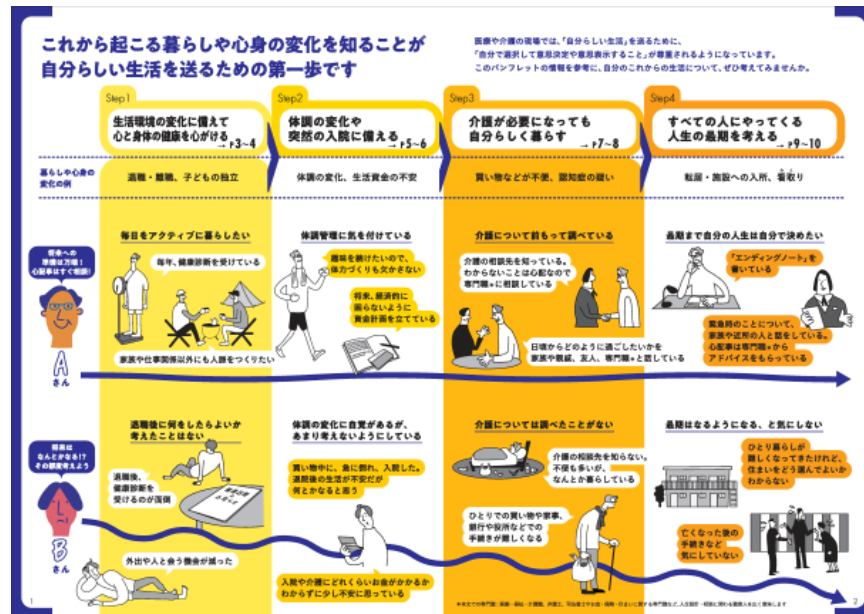 これから起こる暮らしや心身の変化を知ることが
自分らしい生活を送るための第一歩です
医療や介護の現場では、「自分らしい生活」を送るために、
「自分で選択して意思決定や意思表示すること」が尊重されるようになっています。
このパンフレットの情報を参考に、自分のこれからの生活について、ぜひ考えてみませんか。
Step1
生活環境の変化に備えて
心と身体の健康を心がける
→ P3~4
Step2
体調の変化や
突然の入院に備える
→ P5~6
Step3
介護が必要になっても
自分らしく暮らす
→P7~8
Step4
すべての人にやってくる
人生の最期を考える
→ P9~10
暮らしや心身の
変化の例
退職・離職、子どもの独立
体調の変化、生活資金の不安
買い物などが不便、認知症の疑い
転居・施設への入所、看取り
将来への
準備は万端!
心配事はすぐ相談!
Aさん
毎日をアクティブに暮らしたい
毎年、健康診断を受けている
家族や仕事関係以外にも人脈をつくりたい
体調管理に気を付けている
趣味を続けたいので、
体力づくりも欠かさない
将来、経済的に
困らないように
資金計画を立てている
介護について前もって調べている
介護の相談先を知っている。
わからないことは心配なので
専門職*に相談している
日頃からどのように過ごしたいかを
家族や親戚、友人、専門職*と話している
最期まで自分の人生は自分で決めたい
「エンディングノート」を
書いている
緊急時のことについて、
家族や近所の人と話をしている。
心配事は専門職*から
アドバイスをもらっている
将来は
なんとかなる!?
その都度考えよう
Bさん
退職後に何をしたらよいか
考えたことはない
退職後、
健康診断を
受けるのが面倒
健康診断
お知らせ
外出や人と会う機会が減った
体調の変化に自覚があるが、
あまり考えないようにしている
買い物中に、急に倒れ、入院した。
退院後の生活が不安だが
何とかなると思う
入院や介護にどれくらいお金がかかるか
わからずに少し不安に思っている
介護については調べたことがない
介護の相談先を知らない。
不便も多いが、
なんとか暮らしている
ひとりでの買い物や家事、
銀行や役所などでの
手続きが難しくなる
最期はなるようになる、と気にしない
ひとり暮らしが
難しくなってきたけれど、
住まいをどう選んでよいか
わからない
亡くなった後の
手続きなど
気にしていない
1
2